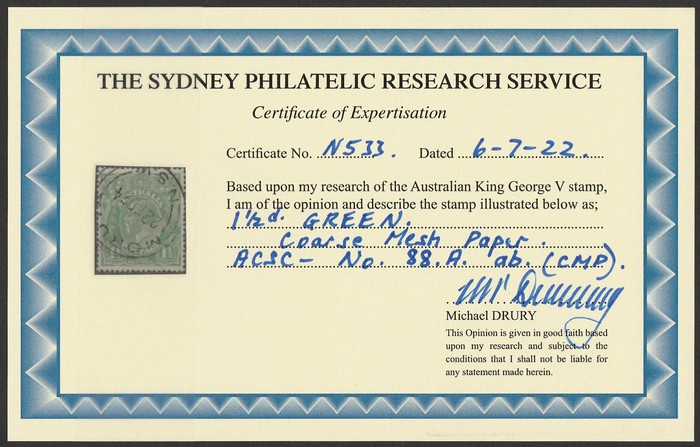 THE SYDNEY PHILATELIC RESEARCH SERVICE
Certificate of Expertisation
Certificate No. N533. Dated 6-7-22.
Based upon my research of the Australian King George V stamp,
I am of the opinion and describe the stamp illustrated below as;
1½d. GREEN.
Coarse Mesh Paper.
ACSC- No. 88.A. ab. (CMP).
Michael DRURY
This Opinion is given in good faith based
upon my research and subject to the
conditions that I shall not be liable for
any statement made herein.
N.S.W